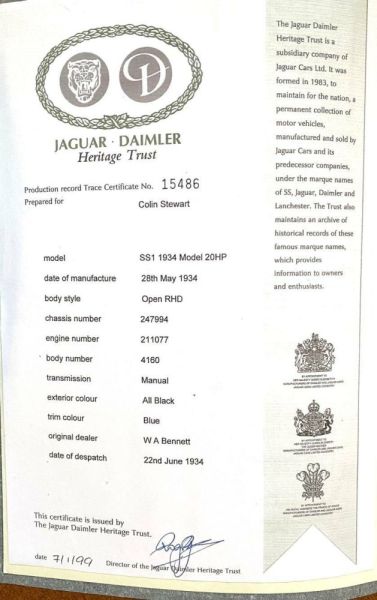 JAGUAR · DAIMLER
Heritage Trust
Production record Trace Certificate No. 15486
Prepared for Colin Stewart
model SS1 1934 Model 20HP
date of manufacture 28th May 1934
body style Open RHD
chassis number 247994
engine number 211077
body number 4160
transmission Manual
exterior colour All Black
trim colour Blue
original dealer W A Bennett
date of despatch 22nd June 1934
This certificate is issued by
The Jaguar Daimler Heritage Trust.
date 7/1/99 Director of the Jaguar Daimler Heritage Trust
The Jaguar Daimler
Heritage Trust is a
subsidiary company of
Jaguar Cars Ltd. It was
formed in 1983, to
maintain for the nation, a
permanent collection of
motor vehicles,
manufactured and sold by
Jaguar Cars and its
predecessor companies,
under the marque names
of SS, Jaguar, Daimler and
Lanchester. The Trust also
maintains an archive of
historical records of these
famous marque names,
which provides
information to owners
and enthusiasts.